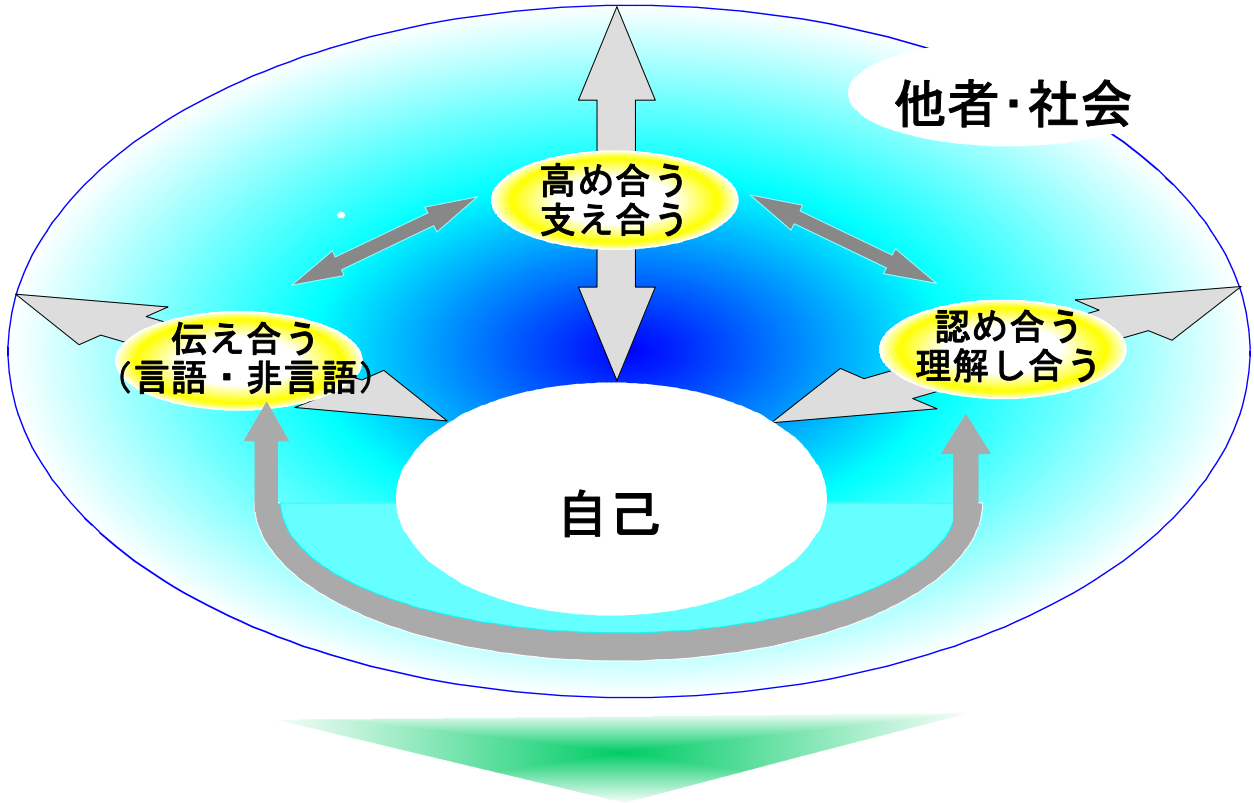 他者・社会
高め合う
支え合う
伝え合う
（言語・非言語）
認め合う
理解し合う
自己